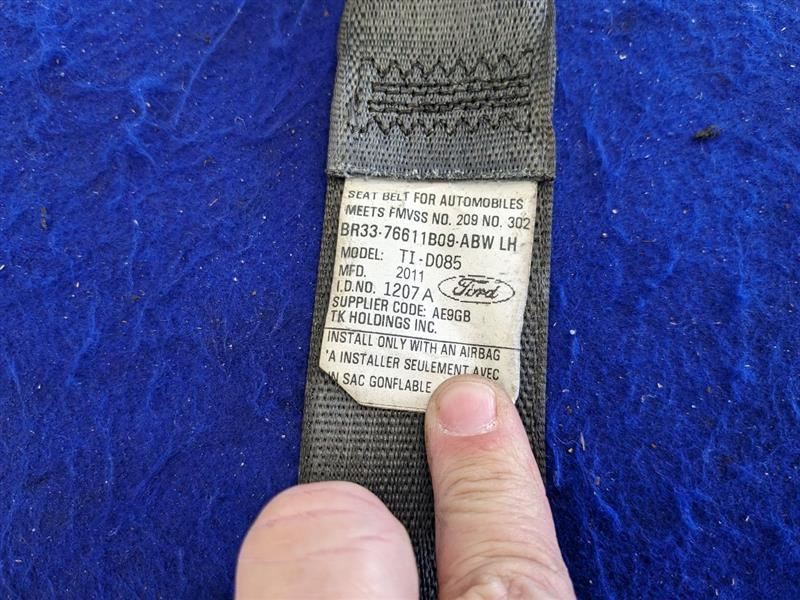 SEAT BELT FOR AUTOMOBILES
MEETS FMVSS NO. 209 NO. 302
BR33-76611B09-ABW LH
MODEL: TI-D085
MFD. 2011
I.D.NO. 1207A
Ford
SUPPLIER CODE: AE9GB
TK HOLDINGS INC.
INSTALL ONLY WITH AN AIRBAG
'A INSTALLER SEULEMENT AVEC
UN SAC GONFLABLE